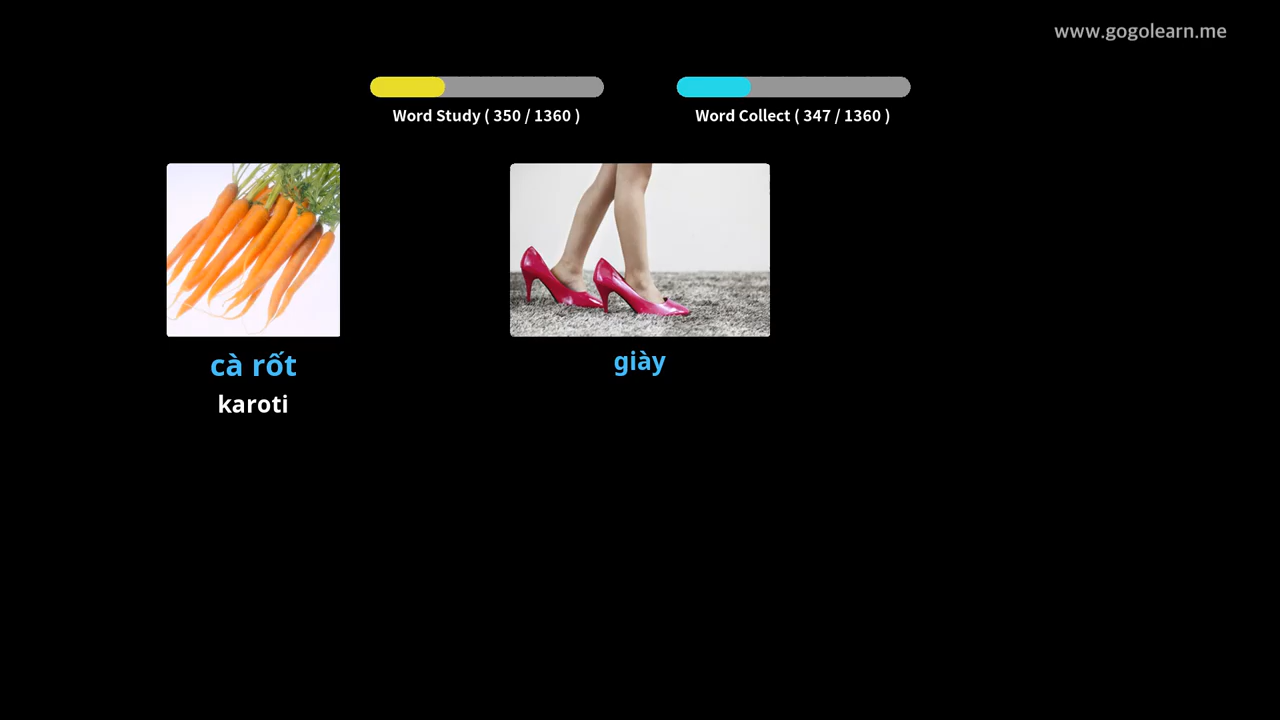 www.gogolearn.me
Word Study ( 350 / 1360 )
Word Collect ( 347 / 1360 )
cà rốt
karoti
giày